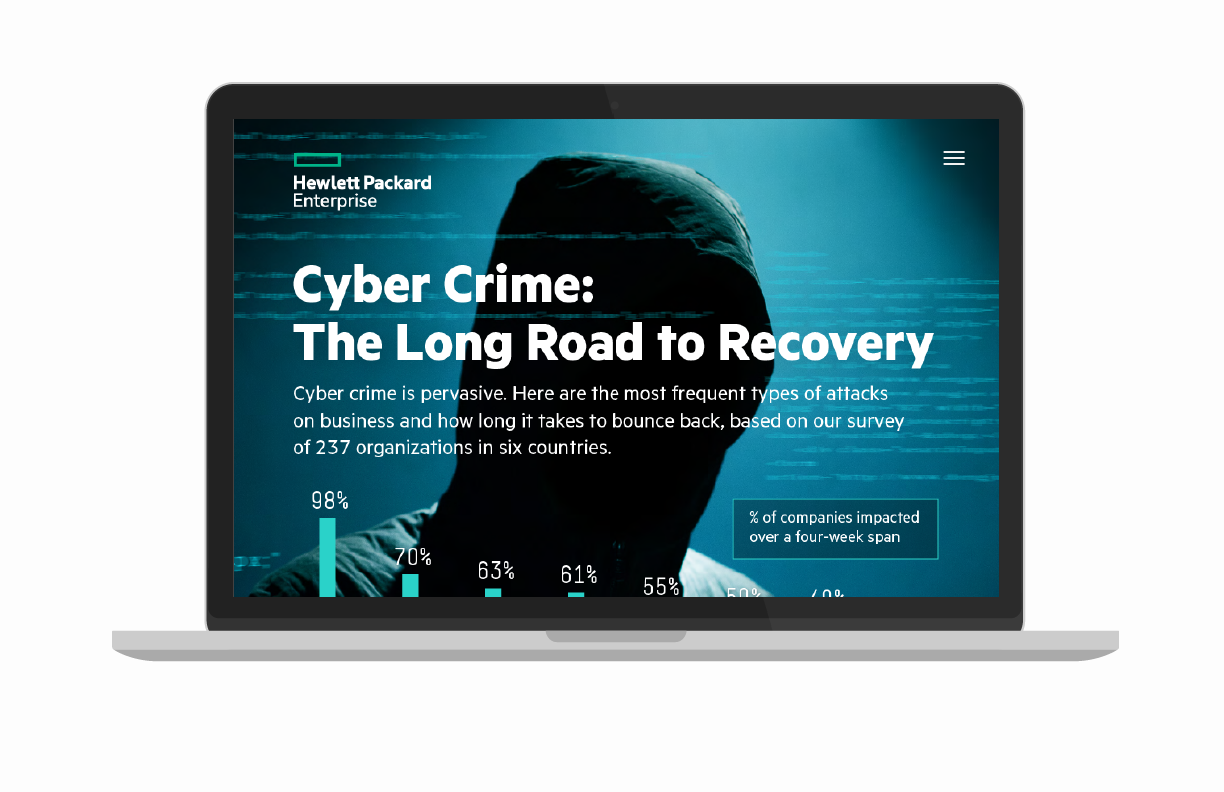 Hewlett Packard
Enterprise
Cyber Crime:
The Long Road to Recovery
Cyber crime is pervasive. Here are the most frequent types of attacks
on business and how long it takes to bounce back, based on our survey
of 237 organizations in six countries.
98%
70%
63%
61%
55%
% of companies impacted
over a four-week span